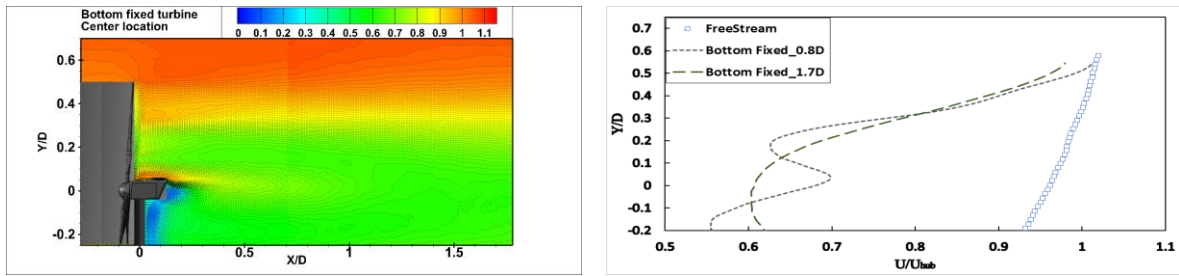 Bottom fixed turbine
Center location
0 0.1 0.2 0.3 0.4 0.5 0.6 0.7 0.8 0.9 1 1.1
Y/D
0.6
0.4
0.2
0
-0.2
0 0.5 1 1.5
X/D
FreeStream
Bottom Fixed_0.8D
Bottom Fixed_1.7D
Y/D
0.7
0.6
0.5
0.4
0.3
0.2
0.1
0
-0.1
-0.2
0.5 0.6 0.7 0.8 0.9 1 1.1
U/Uhub